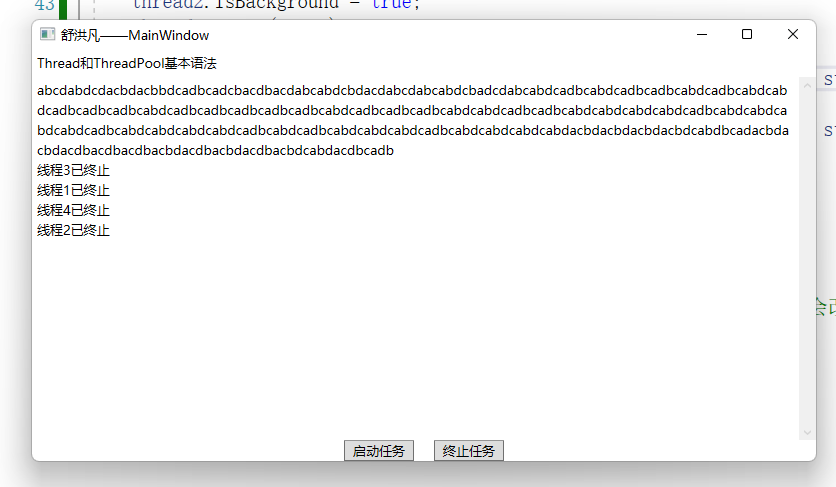 43
thread2.IsBackground = true;
舒洪凡——MainWindow
Thread和ThreadPool基本语法
abcdabdcdacbdacbbdcadbcadcbacdbacdabcabdcbdacdabcdabcabdcbadcdabcabdcadbcabdcadbcadbcabdcadbcabdcab
dcadbcadbcadbcabdcadbcadbcadbcadbcadbcabdcadbcadbcadbcabdcadbcadbcabdcabdcabdcabdcadbcabdcabdca
bdcabdcadbcabdcabdcabdcabdcadbcabdcadbcabdcabdcabdcadbcabdcabdcabdcabdacbdacbdacbdacbdcabdbcadacbda
cbdacdbacdbacdbacbdacdbacbdacdbacbdcabdacdbcadb
线程3已终止
线程1已终止
线程4已终止
线程2已终止
启动任务 终止任务